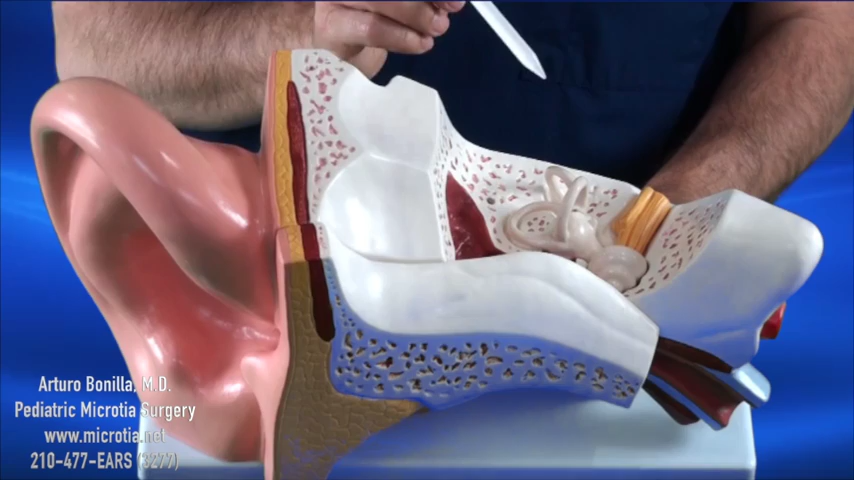 Arturo Bonilla, M.D.
Pediatric Microtia Surgery
www.microtia.net
210-477-EARS (3277)